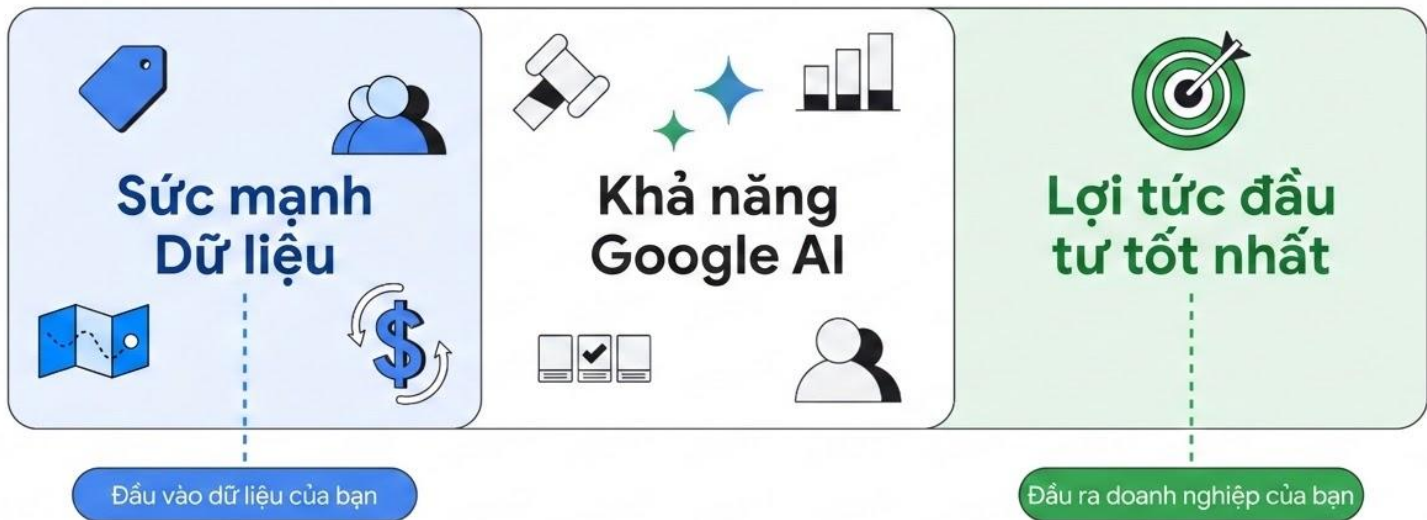 Sức mạnh
Dữ liệu
Khả năng
Google AI
Lợi tức đầu
tư tốt nhất
Đầu vào dữ liệu của bạn
Đầu ra doanh nghiệp của bạn